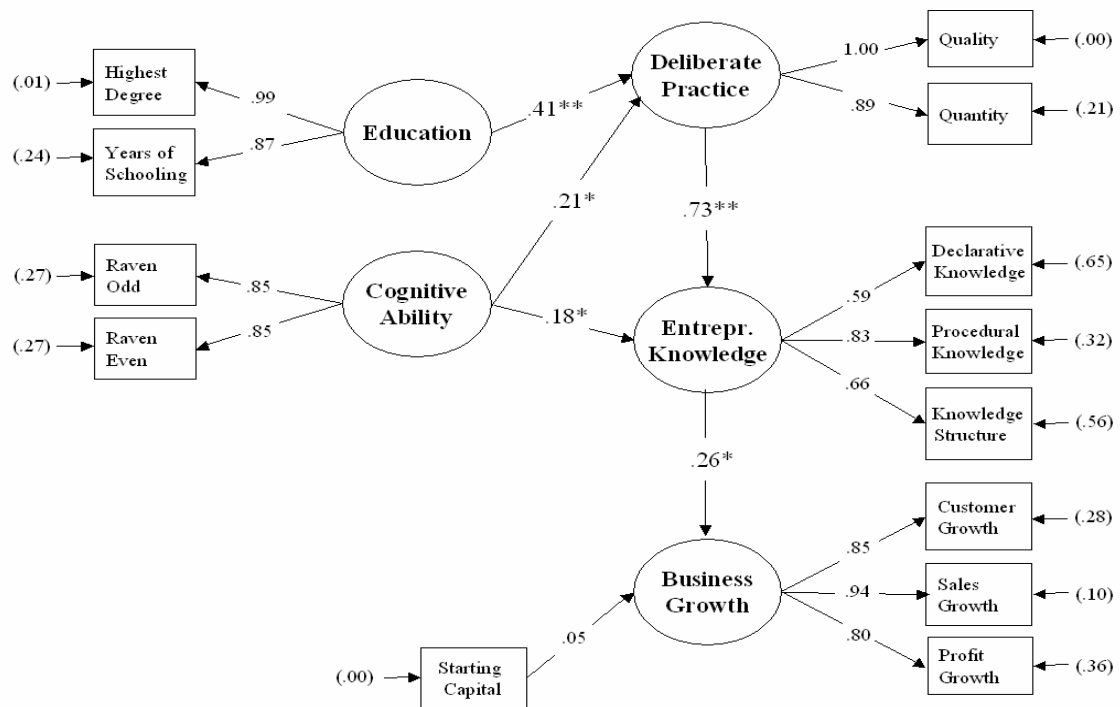 (.01)
Highest
Degree
.99
(.24)
Years of
Schooling
.87
Education
.41**
Deliberate
Practice
1.00
Quality
(.00)
.89
Quantity
(.21)
.21*
.73**
(.27)
Raven
Odd
.85
(.27)
Raven
Even
.85
Cognitive
Ability
.18*
Entrepr.
Knowledge
.59
Declarative
Knowledge
(.65)
.83
Procedural
Knowledge
(.32)
.66
Knowledge
Structure
(.56)
.26*
Business
Growth
.85
Customer
Growth
(.28)
.94
Sales
Growth
(.10)
.80
Profit
Growth
(.36)
(.00)
Starting
Capital
.05